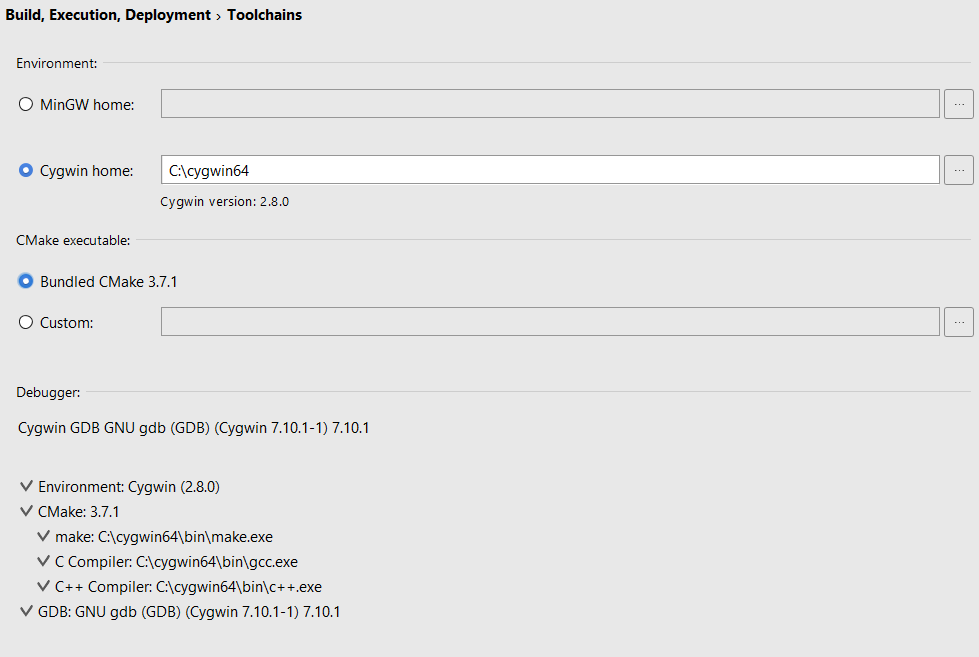 Build, Execution, Deployment › Toolchains
Environment:
MinGW home:
...
Cygwin home: C:\cygwin64
...
Cygwin version: 2.8.0
CMake executable:
Bundled CMake 3.7.1
Custom:
...
Debugger:
Cygwin GDB GNU gdb (GDB) (Cygwin 7.10.1-1) 7.10.1
Environment: Cygwin (2.8.0)
CMake: 3.7.1
make: C:\cygwin64\bin\make.exe
C Compiler: C:\cygwin64\bin\gcc.exe
C++ Compiler: C:\cygwin64\bin\c++.exe
GDB: GNU gdb (GDB) (Cygwin 7.10.1-1) 7.10.1